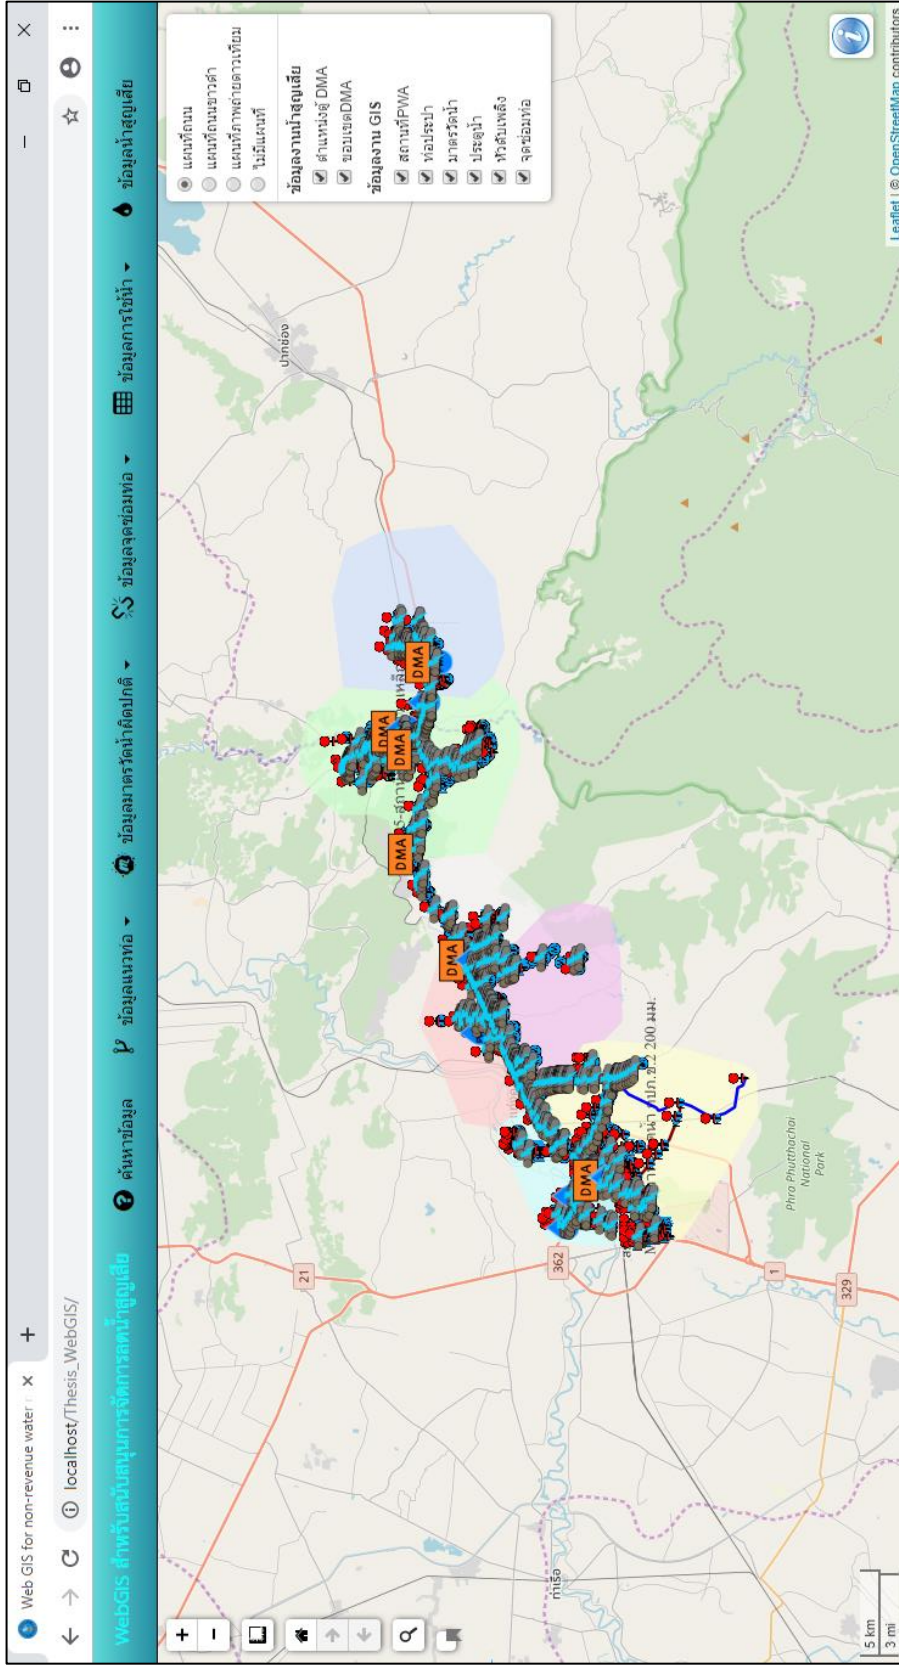 Web GIS for non-revenue water
localhost/Thesis_WebGIS/
WebGIS สำหรับสนับสนุนการจัดการลดน้ำสูญเสีย
ค้นหาข้อมูล
ข้อมูลแนวท่อ
ข้อมูลมาตรวัดน้ำผิดปกติ
ข้อมูลจุดซ่อมท่อ
ข้อมูลการใช้น้ำ
ข้อมูลน้ำสูญเสีย
แผนที่ถนน
แผนที่ถนนขาวดำ
แผนที่ภาพถ่ายดาวเทียม
ไม่มีแผนที่
ข้อมูลงานน้ำสูญเสีย
ตำแหน่งตู้ DMA
ขอบเขตDMA
ข้อมูลงาน GIS
สถานที่PWA
ท่อประปา
มาตรวัดน้ำ
ประตูน้ำ
หัวดับเพลิง
จุดซ่อมท่อ
ปากช่อง
21
DMA
DMA
DMA
DMA
DMA
DMA
362
1
329
Phra Phutthachai
National
Park
ท่าเรือ
5 km
3 mi
Leaflet | © OpenStreetMap contributors